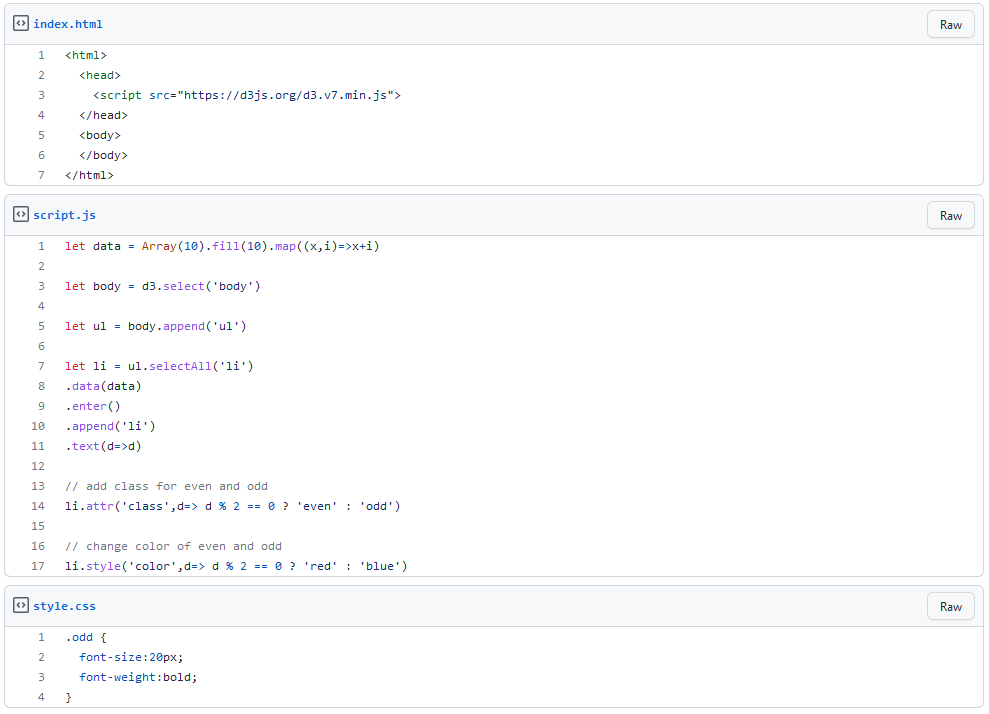 index.html
Raw
1 <html>
2   <head>
3     <script src="https://d3js.org/d3.v7.min.js">
4   </head>
5   <body>
6   </body>
7 </html>
script.js
Raw
1 let data = Array(10).fill(10).map((x,i)=>x+i)
2
3 let body = d3.select('body')
4
5 let ul = body.append('ul')
6
7 let li = ul.selectAll('li')
8 .data(data)
9 .enter()
10 .append('li')
11 .text(d=>d)
12
13 // add class for even and odd
14 li.attr('class',d=> d % 2 == 0 ? 'even' : 'odd')
15
16 // change color of even and odd
17 li.style('color',d=> d % 2 == 0 ? 'red' : 'blue')
style.css
Raw
1 .odd {
2   font-size:20px;
3   font-weight:bold;
4 }